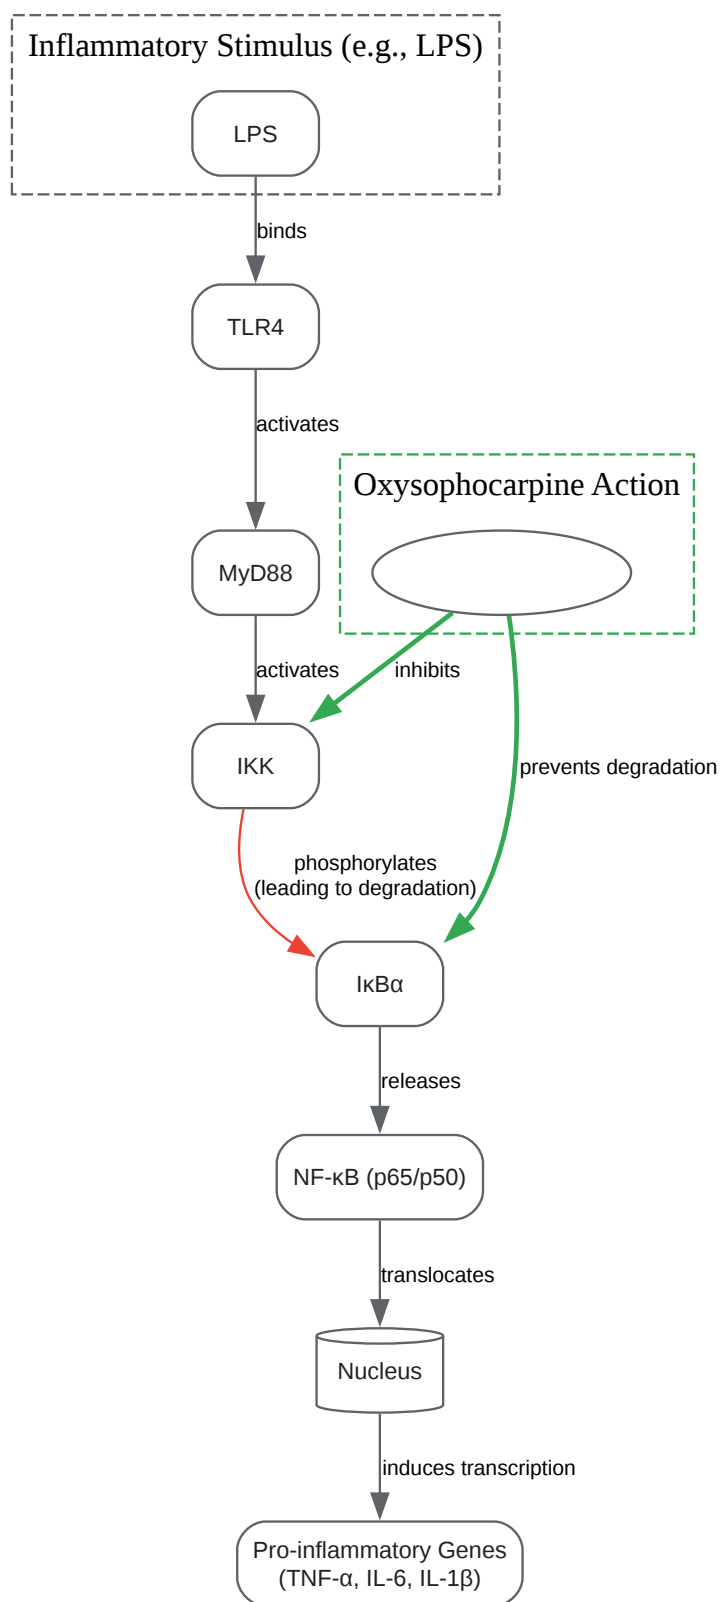 Inflammatory Stimulus (e.g., LPS)
LPS
binds
TLR4
activates
Oxysophocarpine Action
MyD88
activates
inhibits
IKK
prevents degradation
phosphorylates
(leading to degradation)
IκBα
releases
NF-κB (p65/p50)
translocates
Nucleus
induces transcription
Pro-inflammatory Genes
(TNF-α, IL-6, IL-1β)